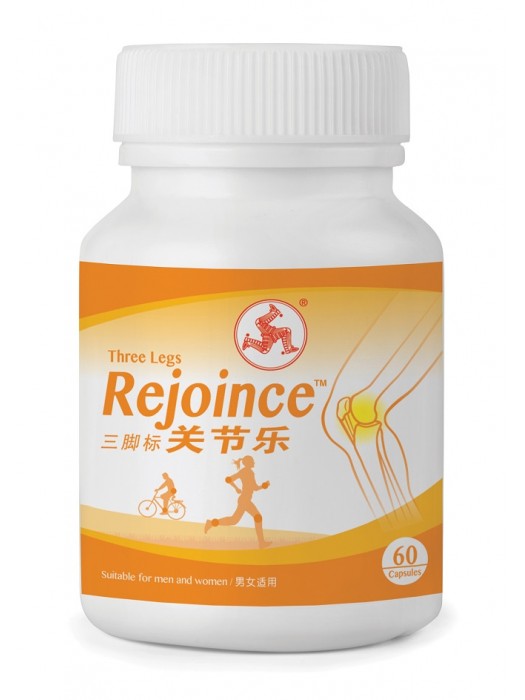 ®
Three Legs
Rejoince™
三脚标 关节乐
60
Capsules
Suitable for men and women / 男女适用